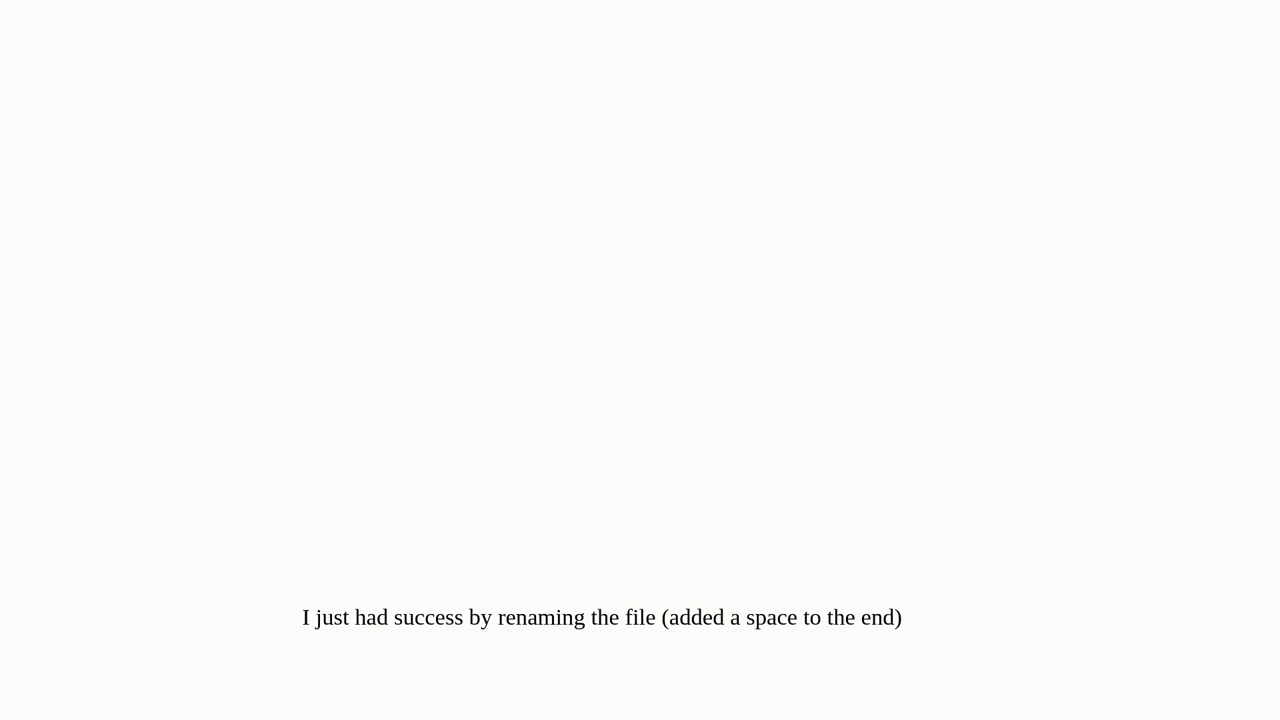 I just had success by renaming the file (added a space to the end)